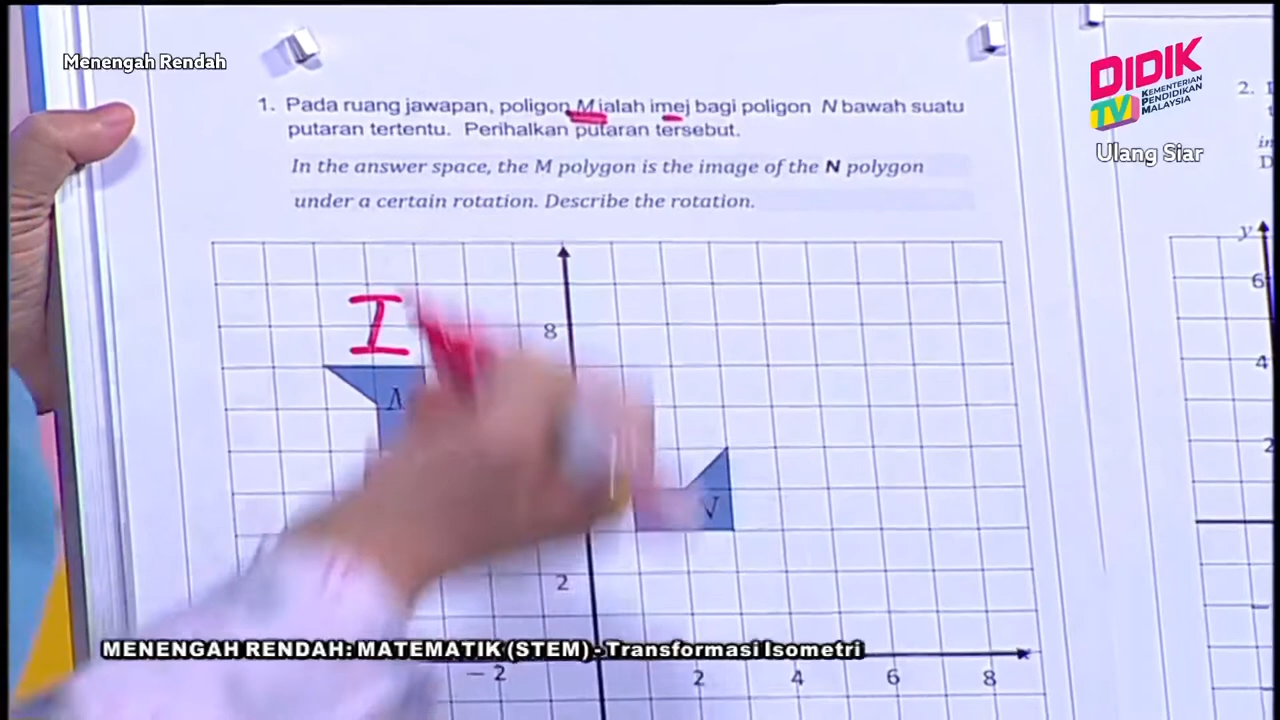 Menengah Rendah
DIDIK
TV
KEMENTERIAN
PENDIDIKAN
MALAYSIA
Ulang Siar
1. Pada ruang jawapan, poligon M ialah imej bagi poligon N bawah suatu
putaran tertentu. Perihalkan putaran tersebut.
In the answer space, the M polygon is the image of the N polygon
under a certain rotation. Describe the rotation.
2.
I
8
y
6
4
2
N
2
MENENGAH RENDAH: MATEMATIK (STEM) - Transformasi Isometri
– 2 2 4 6 8